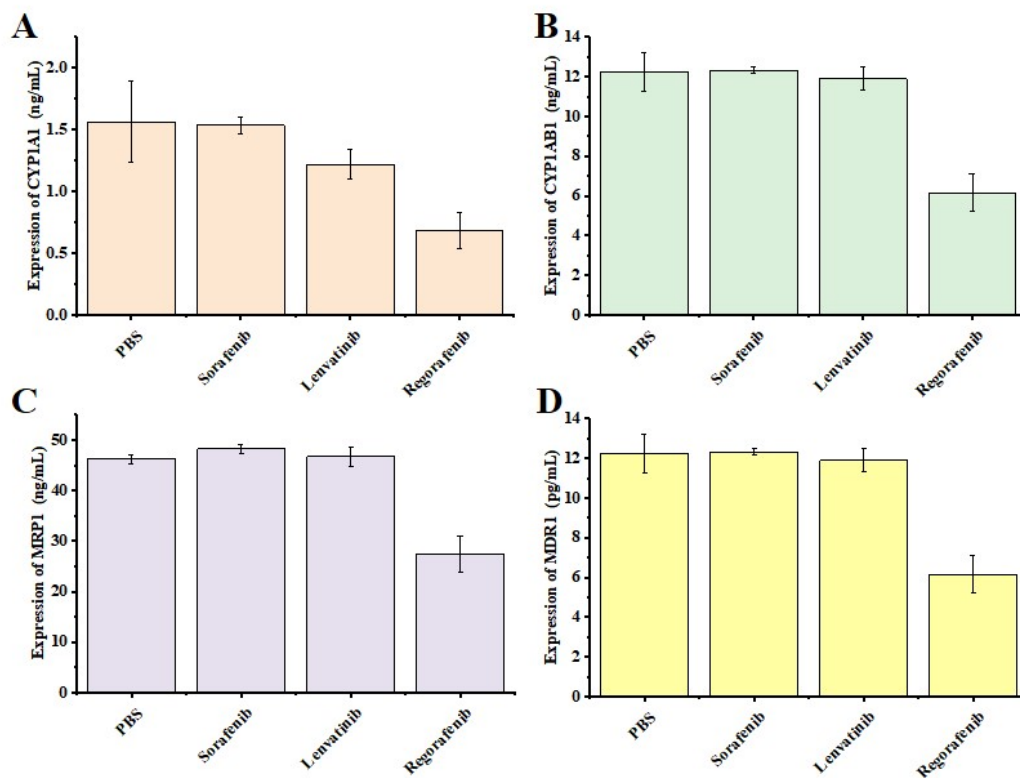 A
Expression of CYP1A1 (ng/mL)
2.0
1.5
1.0
0.5
0.0
PBS
Sorafenib
Lenvatinib
Regorafenib
B
Expression of CYP1AB1 (ng/mL)
14
12
10
8
6
4
2
0
PBS
Sorafenib
Lenvatinib
Regorafenib
C
Expression of MRP1 (ng/mL)
50
40
30
20
10
0
PBS
Sorafenib
Lenvatinib
Regorafenib
D
Expression of MDR1 (pg/mL)
14
12
10
8
6
4
2
0
PBS
Sorafenib
Lenvatinib
Regorafenib